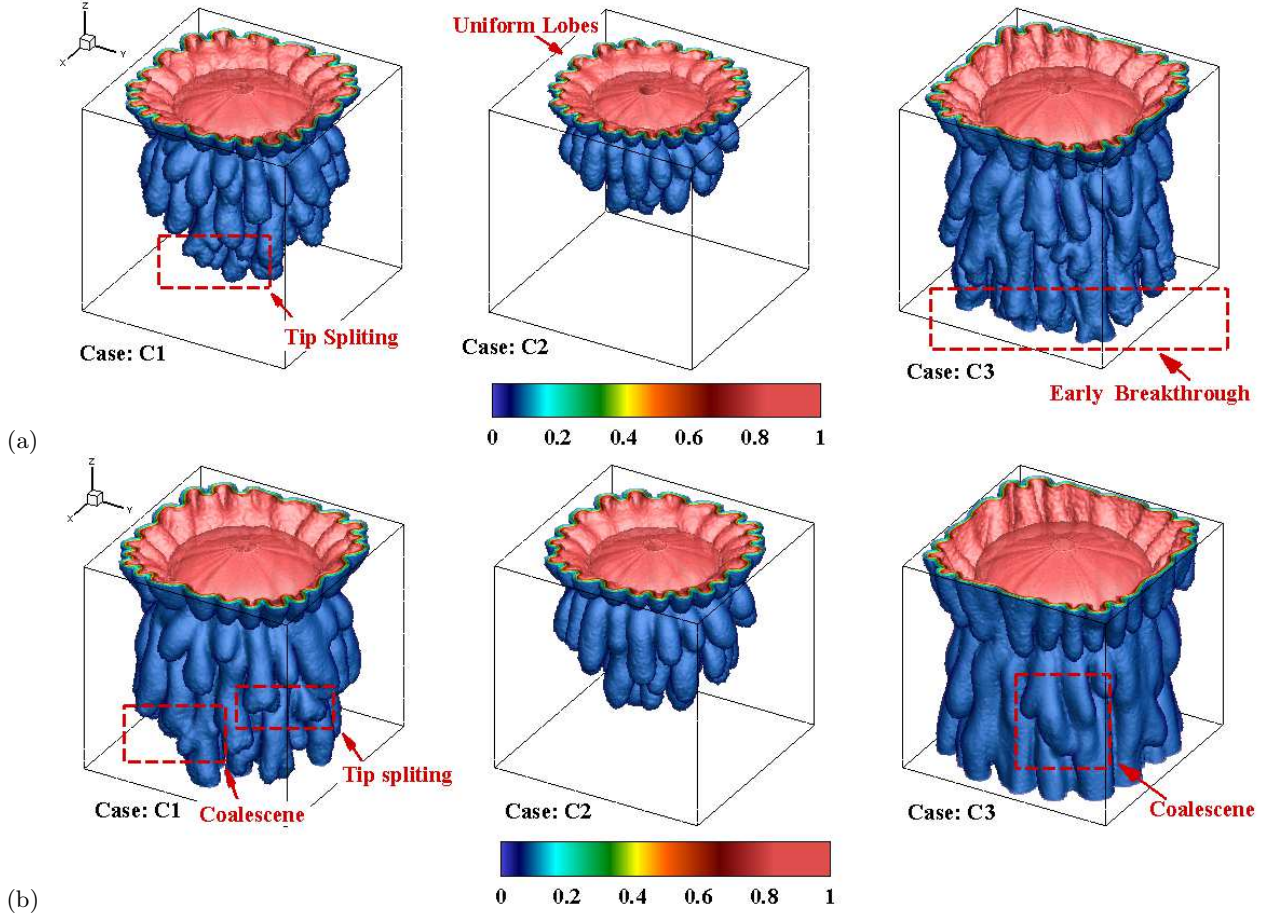 Z
X
Y
Uniform Lobes
Tip Spliting
Case: C1
Case: C2
Case: C3
Early Breakthrough
0 0.2 0.4 0.6 0.8 1
(a)
Z
X
Y
Tip spliting
Case: C1
Coalescene
Case: C2
Case: C3
Coalescene
0 0.2 0.4 0.6 0.8 1
(b)